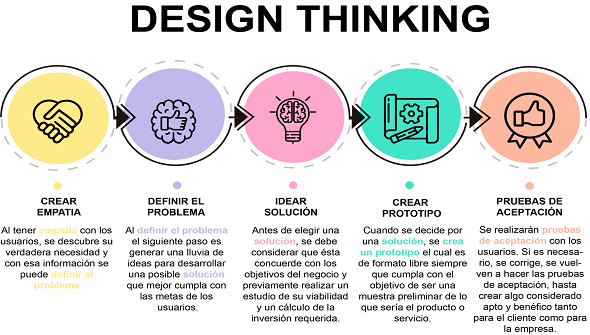 DESIGN THINKING
CREAR
EMPATIA
Al tener empatia con los
usuarios, se descubre su
verdadera necesidad y
con esa información se
puede definir el
problema
DEFINIR EL
PROBLEMA
Al definir el problema
el siguiente paso es
generar una lluvia de
ideas para desarrollar
una posible solución
que mejor cumpla con
las metas de los
usuarios.
IDEAR
SOLUCIÓN
Antes de elegir una
solución, se debe
considerar que ésta
concuerde con los
objetivos del negocio y
previamente realizar un
estudio de su viabilidad
y un cálculo de la
inversión requerida.
CREAR
PROTOTIPO
Cuando se decide por
una solución, se crea
un prototipo el cual es
de formato libre siempre
que cumpla con el
objetivo de ser una
muestra preliminar de lo
que sería el producto o
servicio.
PRUEBAS DE
ACEPTACIÓN
Se realizarán pruebas
de aceptación con los
usuarios. Si es necesa-
rio, se corrige, se vuel-
ven a hacer las pruebas
de aceptación, hasta
crear algo considerado
apto y benéfico tanto
para el cliente como para
la empresa.